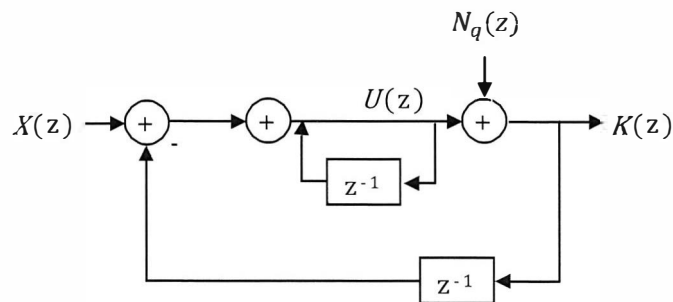 N_q(z)
X(z) + - + U(z) + K(z)
z⁻¹
z⁻¹